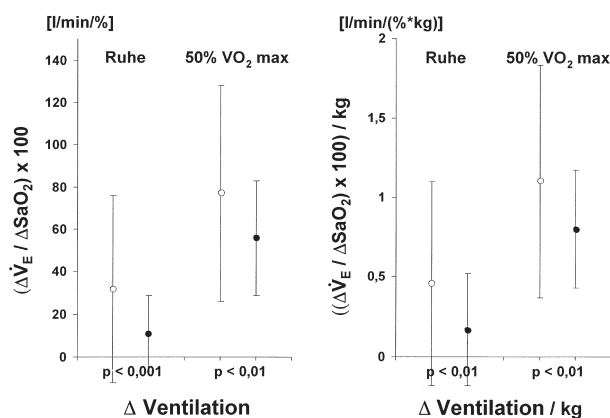 [l/min/%]
Ruhe
50% VO2 max
(ΔV̇E / ΔSaO2) x 100
140
120
100
80
60
40
20
0
p < 0,001
p < 0,01
Δ Ventilation
[l/min/(%*kg)]
Ruhe
50% VO2 max
((ΔV̇E / ΔSaO2) x 100) / kg
2
1,5
1
0,5
0
p < 0,01
p < 0,01
Δ Ventilation / kg